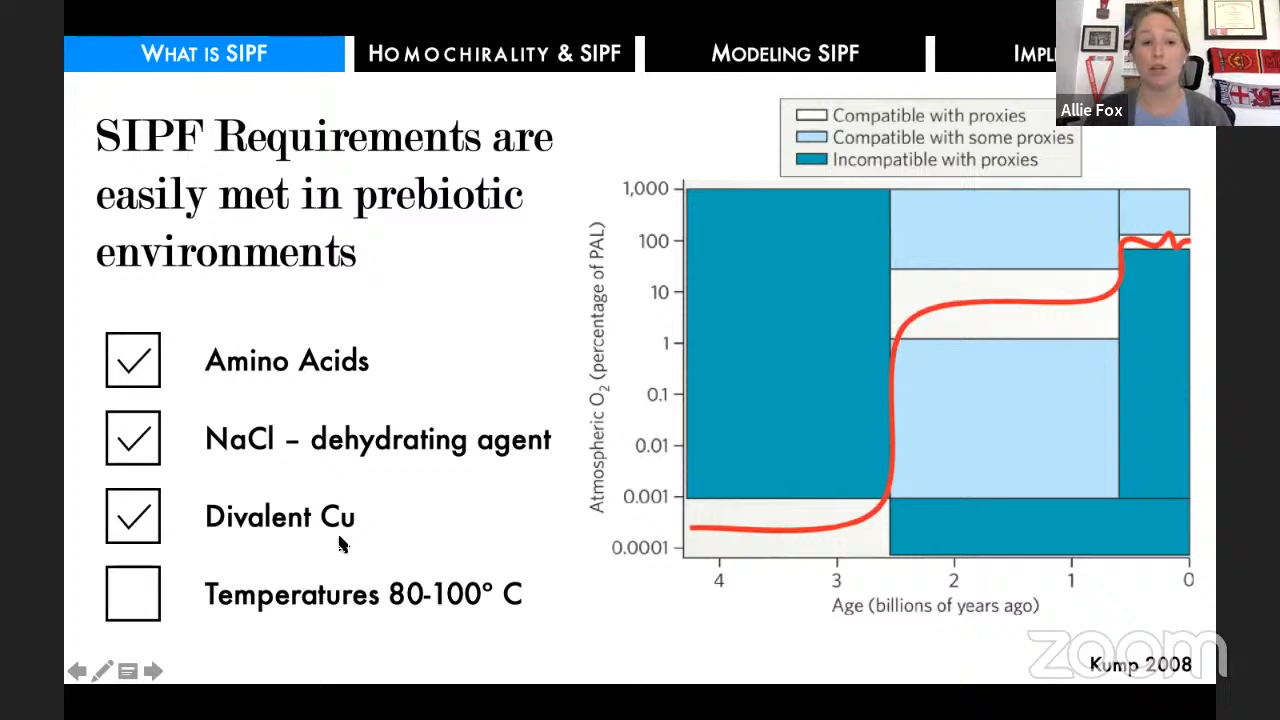 WHAT IS SIPF
HOMOCHIRALITY & SIPF
MODELING SIPF
Allie Fox
SIPF Requirements are
easily met in prebiotic
environments
Amino Acids
NaCl – dehydrating agent
Divalent Cu
Temperatures 80-100° C
Compatible with proxies
Compatible with some proxies
Incompatible with proxies
Atmospheric O₂ (percentage of PAL)
1,000
100
10
1
0.1
0.01
0.001
0.0001
4 3 2 1 0
Age (billions of years ago)
zoom
Kump 2008